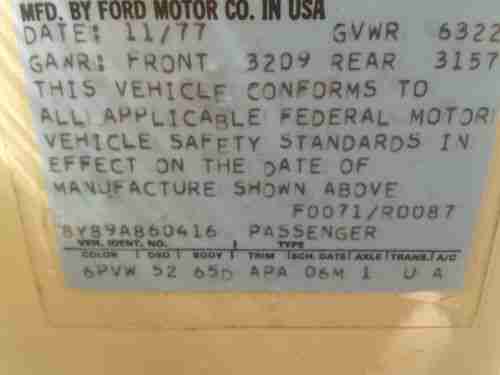 MFD. BY FORD MOTOR CO. IN USA
DATE: 11/77 GVWR 6322
GAWR: FRONT 3209 REAR 3157
THIS VEHICLE CONFORMS TO
ALL APPLICABLE FEDERAL MOTOR
VEHICLE SAFETY STANDARDS IN
EFFECT ON THE DATE OF
MANUFACTURE SHOWN ABOVE
F0071/R0087
8Y89A860416 PASSENGER
VEH. IDENT. NO. TYPE
COLOR DSO BODY TRIM SCH. DATE AXLE TRANS. A/C
6PVW 52 65D APA 06M 1 U A